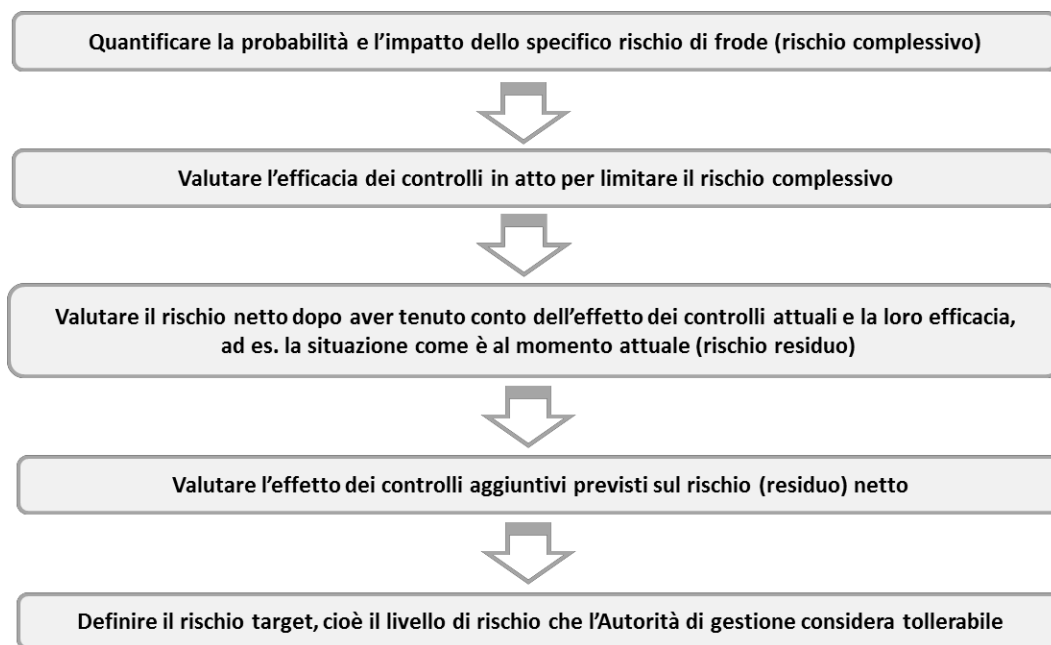 Quantificare la probabilità e l’impatto dello specifico rischio di frode (rischio complessivo)
Valutare l’efficacia dei controlli in atto per limitare il rischio complessivo
Valutare il rischio netto dopo aver tenuto conto dell’effetto dei controlli attuali e la loro efficacia,
ad es. la situazione come è al momento attuale (rischio residuo)
Valutare l’effetto dei controlli aggiuntivi previsti sul rischio (residuo) netto
Definire il rischio target, cioè il livello di rischio che l’Autorità di gestione considera tollerabile